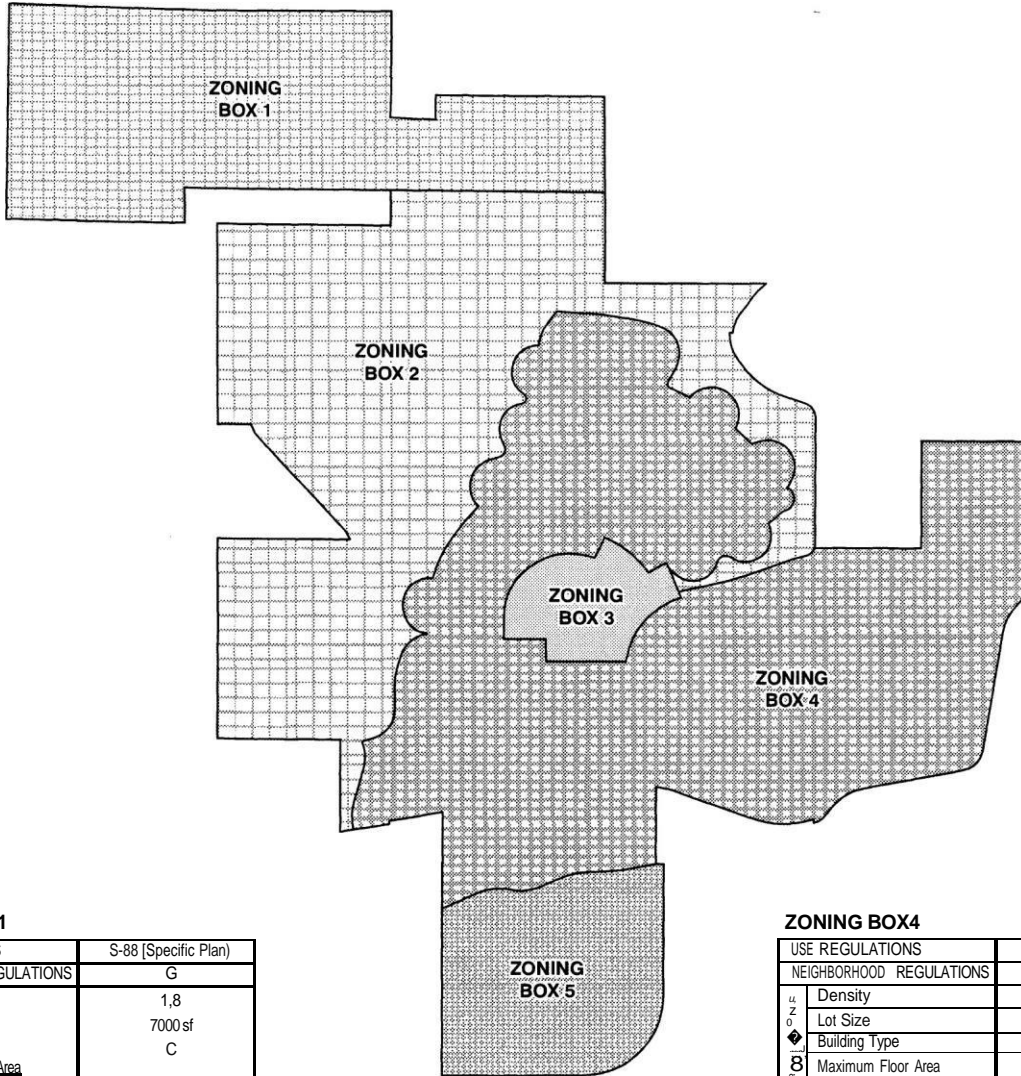 ZONING
BOX 1
ZONING
BOX 2
ZONING
BOX 3
ZONING
BOX 4
ZONING
BOX 5
1
S-88 [Specific Plan)
GULATIONS G
1,8
7000 sf
C
Area
ZONING BOX4
USE REGULATIONS
NEIGHBORHOOD REGULATIONS
Density
Lot Size
Building Type
8 Maximum Floor Area